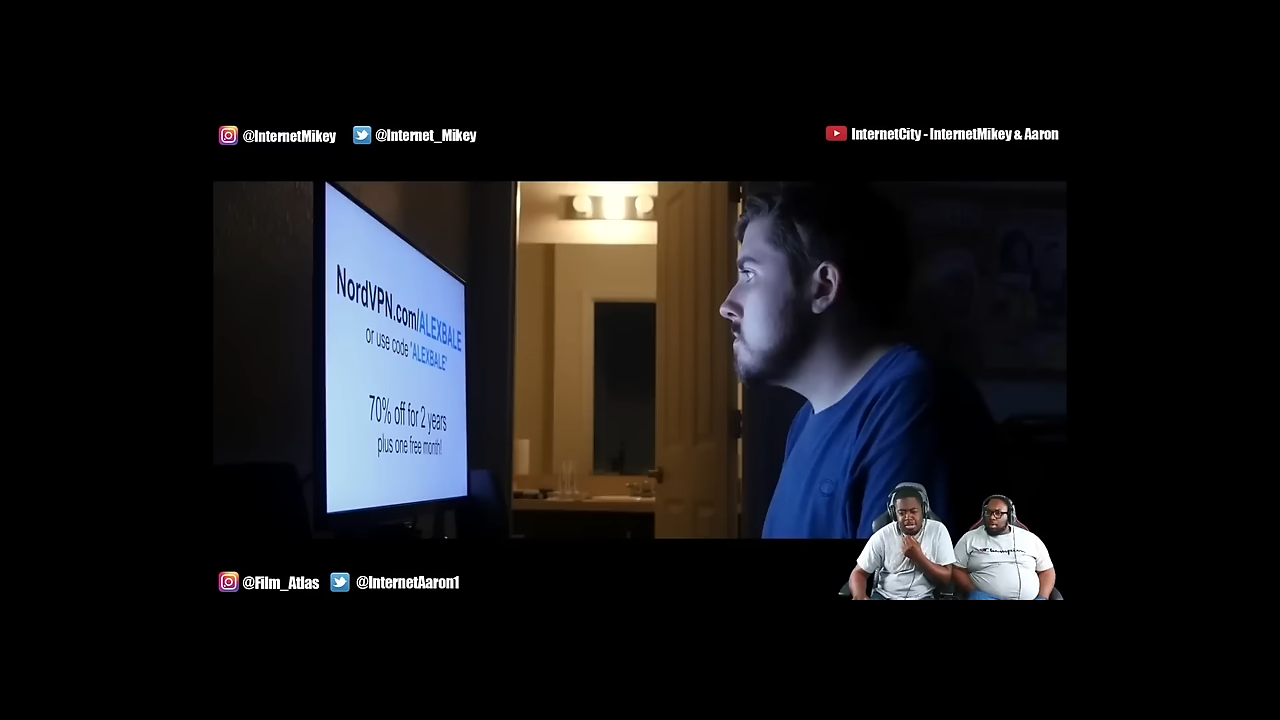 @InternetMikey @Internet_Mikey
InternetCity - InternetMikey & Aaron
NordVPN.com/ALEXBALE
or use code "ALEXBALE"
70% off for 2 years
plus one free month!
@Film_Atlas @InternetAaron1